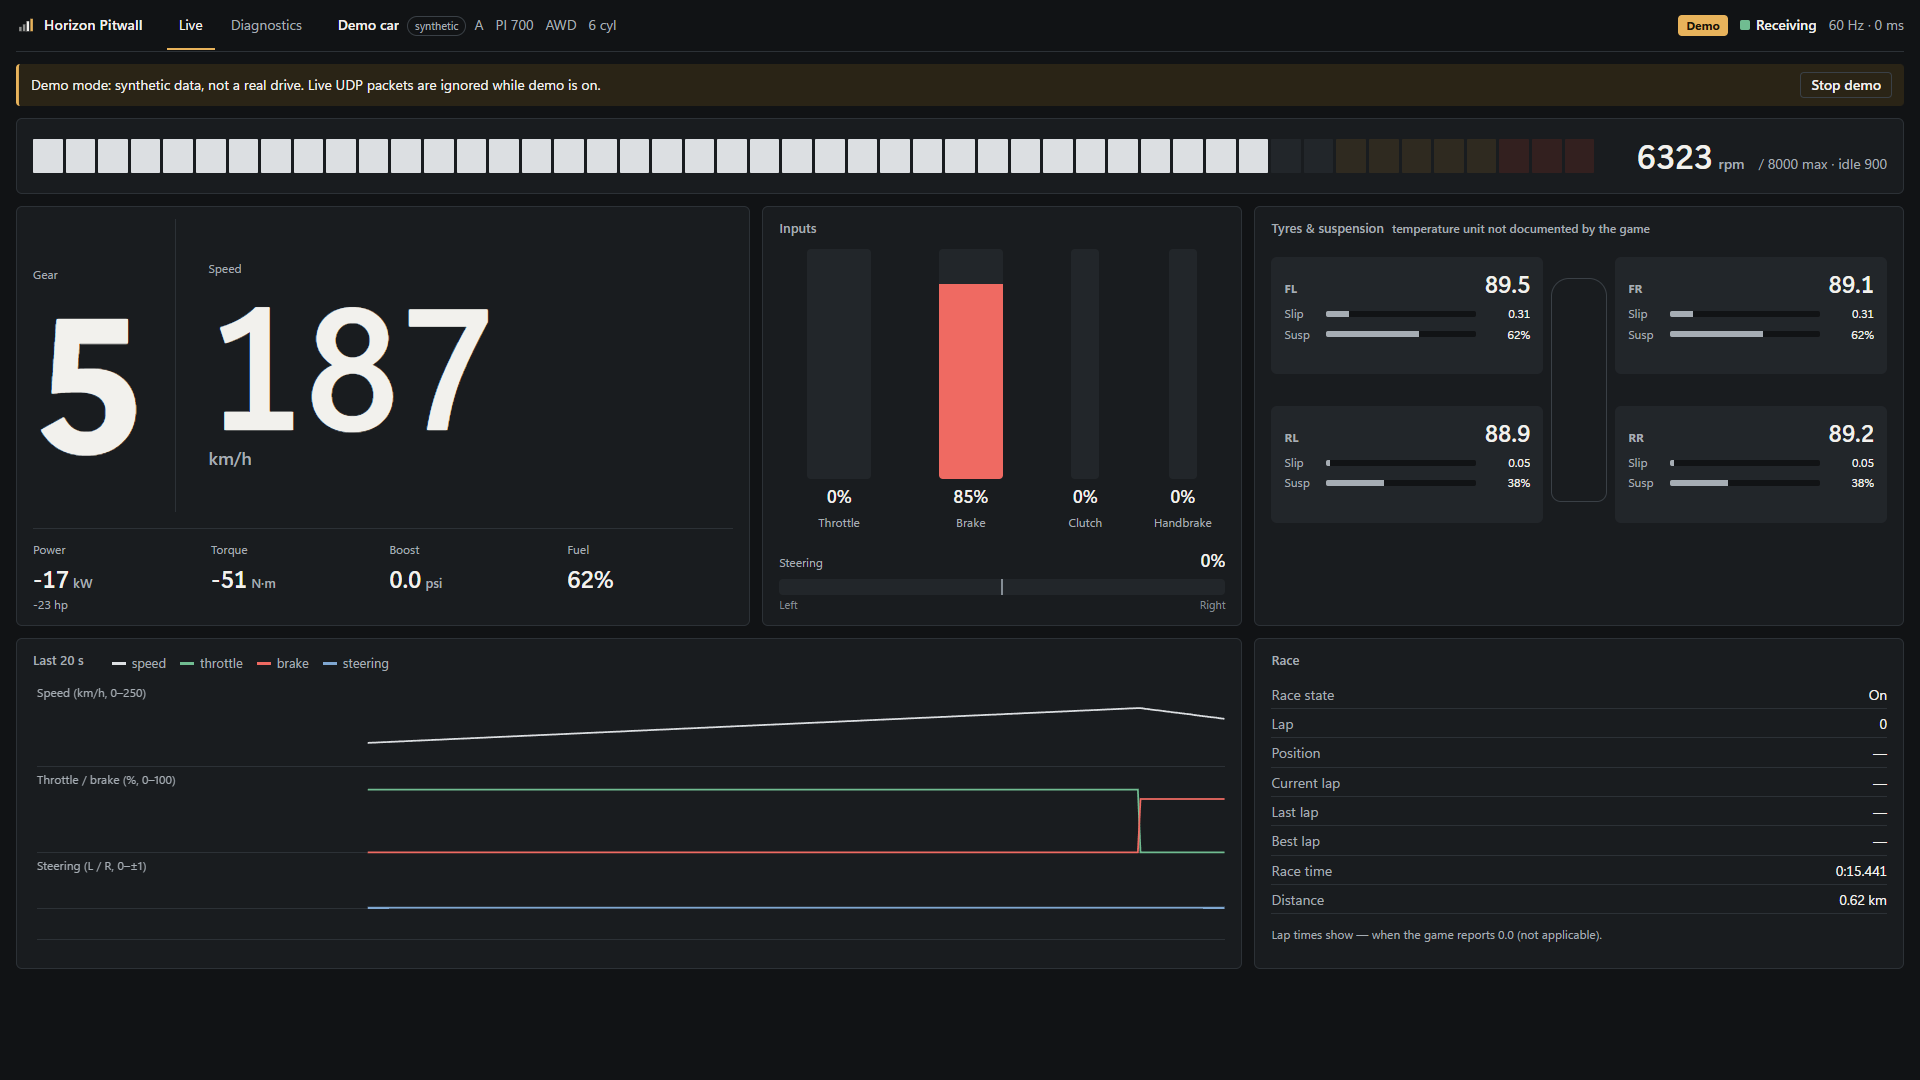 Horizon Pitwall Live Diagnostics Demo car synthetic A PI 700 AWD 6 cyl Demo Receiving 60 Hz · 0 ms
Demo mode: synthetic data, not a real drive. Live UDP packets are ignored while demo is on. Stop demo
6323 rpm / 8000 max · idle 900
Gear
5
Speed
187
km/h
Power
-17 kW
-23 hp
Torque
-51 N·m
Boost
0.0 psi
Fuel
62%
Inputs
0%
Throttle
85%
Brake
0%
Clutch
0%
Handbrake
Steering 0%
Left Right
Tyres & suspension temperature unit not documented by the game
FL 89.5
Slip 0.31
Susp 62%
FR 89.1
Slip 0.31
Susp 62%
RL 88.9
Slip 0.05
Susp 38%
RR 89.2
Slip 0.05
Susp 38%
Last 20 s speed throttle brake steering
Speed (km/h, 0–250)
Throttle / brake (%, 0–100)
Steering (L / R, 0–±1)
Race
Race state On
Lap 0
Position —
Current lap —
Last lap —
Best lap —
Race time 0:15.441
Distance 0.62 km
Lap times show — when the game reports 0.0 (not applicable).